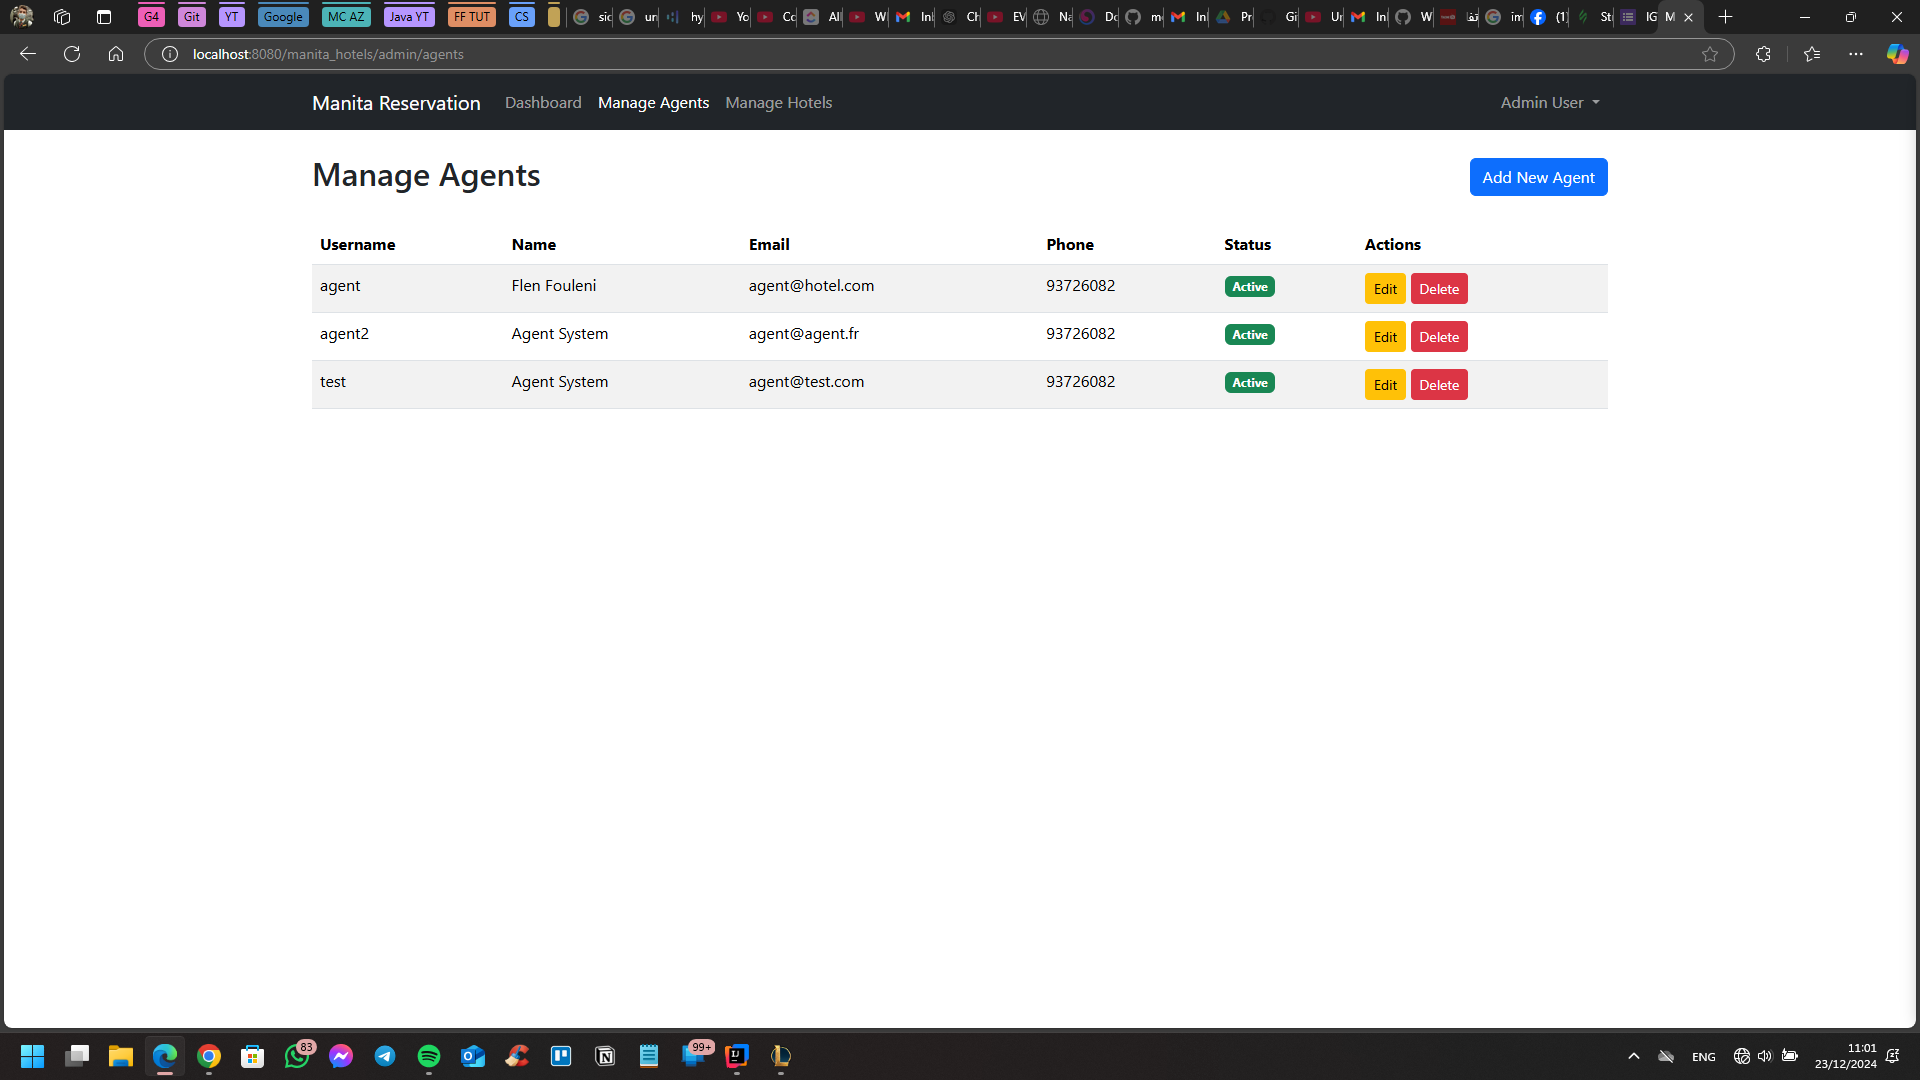 G4 Git YT Google MC AZ Java YT FF TUT CS
localhost:8080/manita_hotels/admin/agents
Manita Reservation Dashboard Manage Agents Manage Hotels Admin User
Manage Agents Add New Agent
Username Name Email Phone Status Actions
agent Flen Fouleni agent@hotel.com 93726082 Active Edit Delete
agent2 Agent System agent@agent.fr 93726082 Active Edit Delete
test Agent System agent@test.com 93726082 Active Edit Delete
83 99+ ENG 11:01
23/12/2024